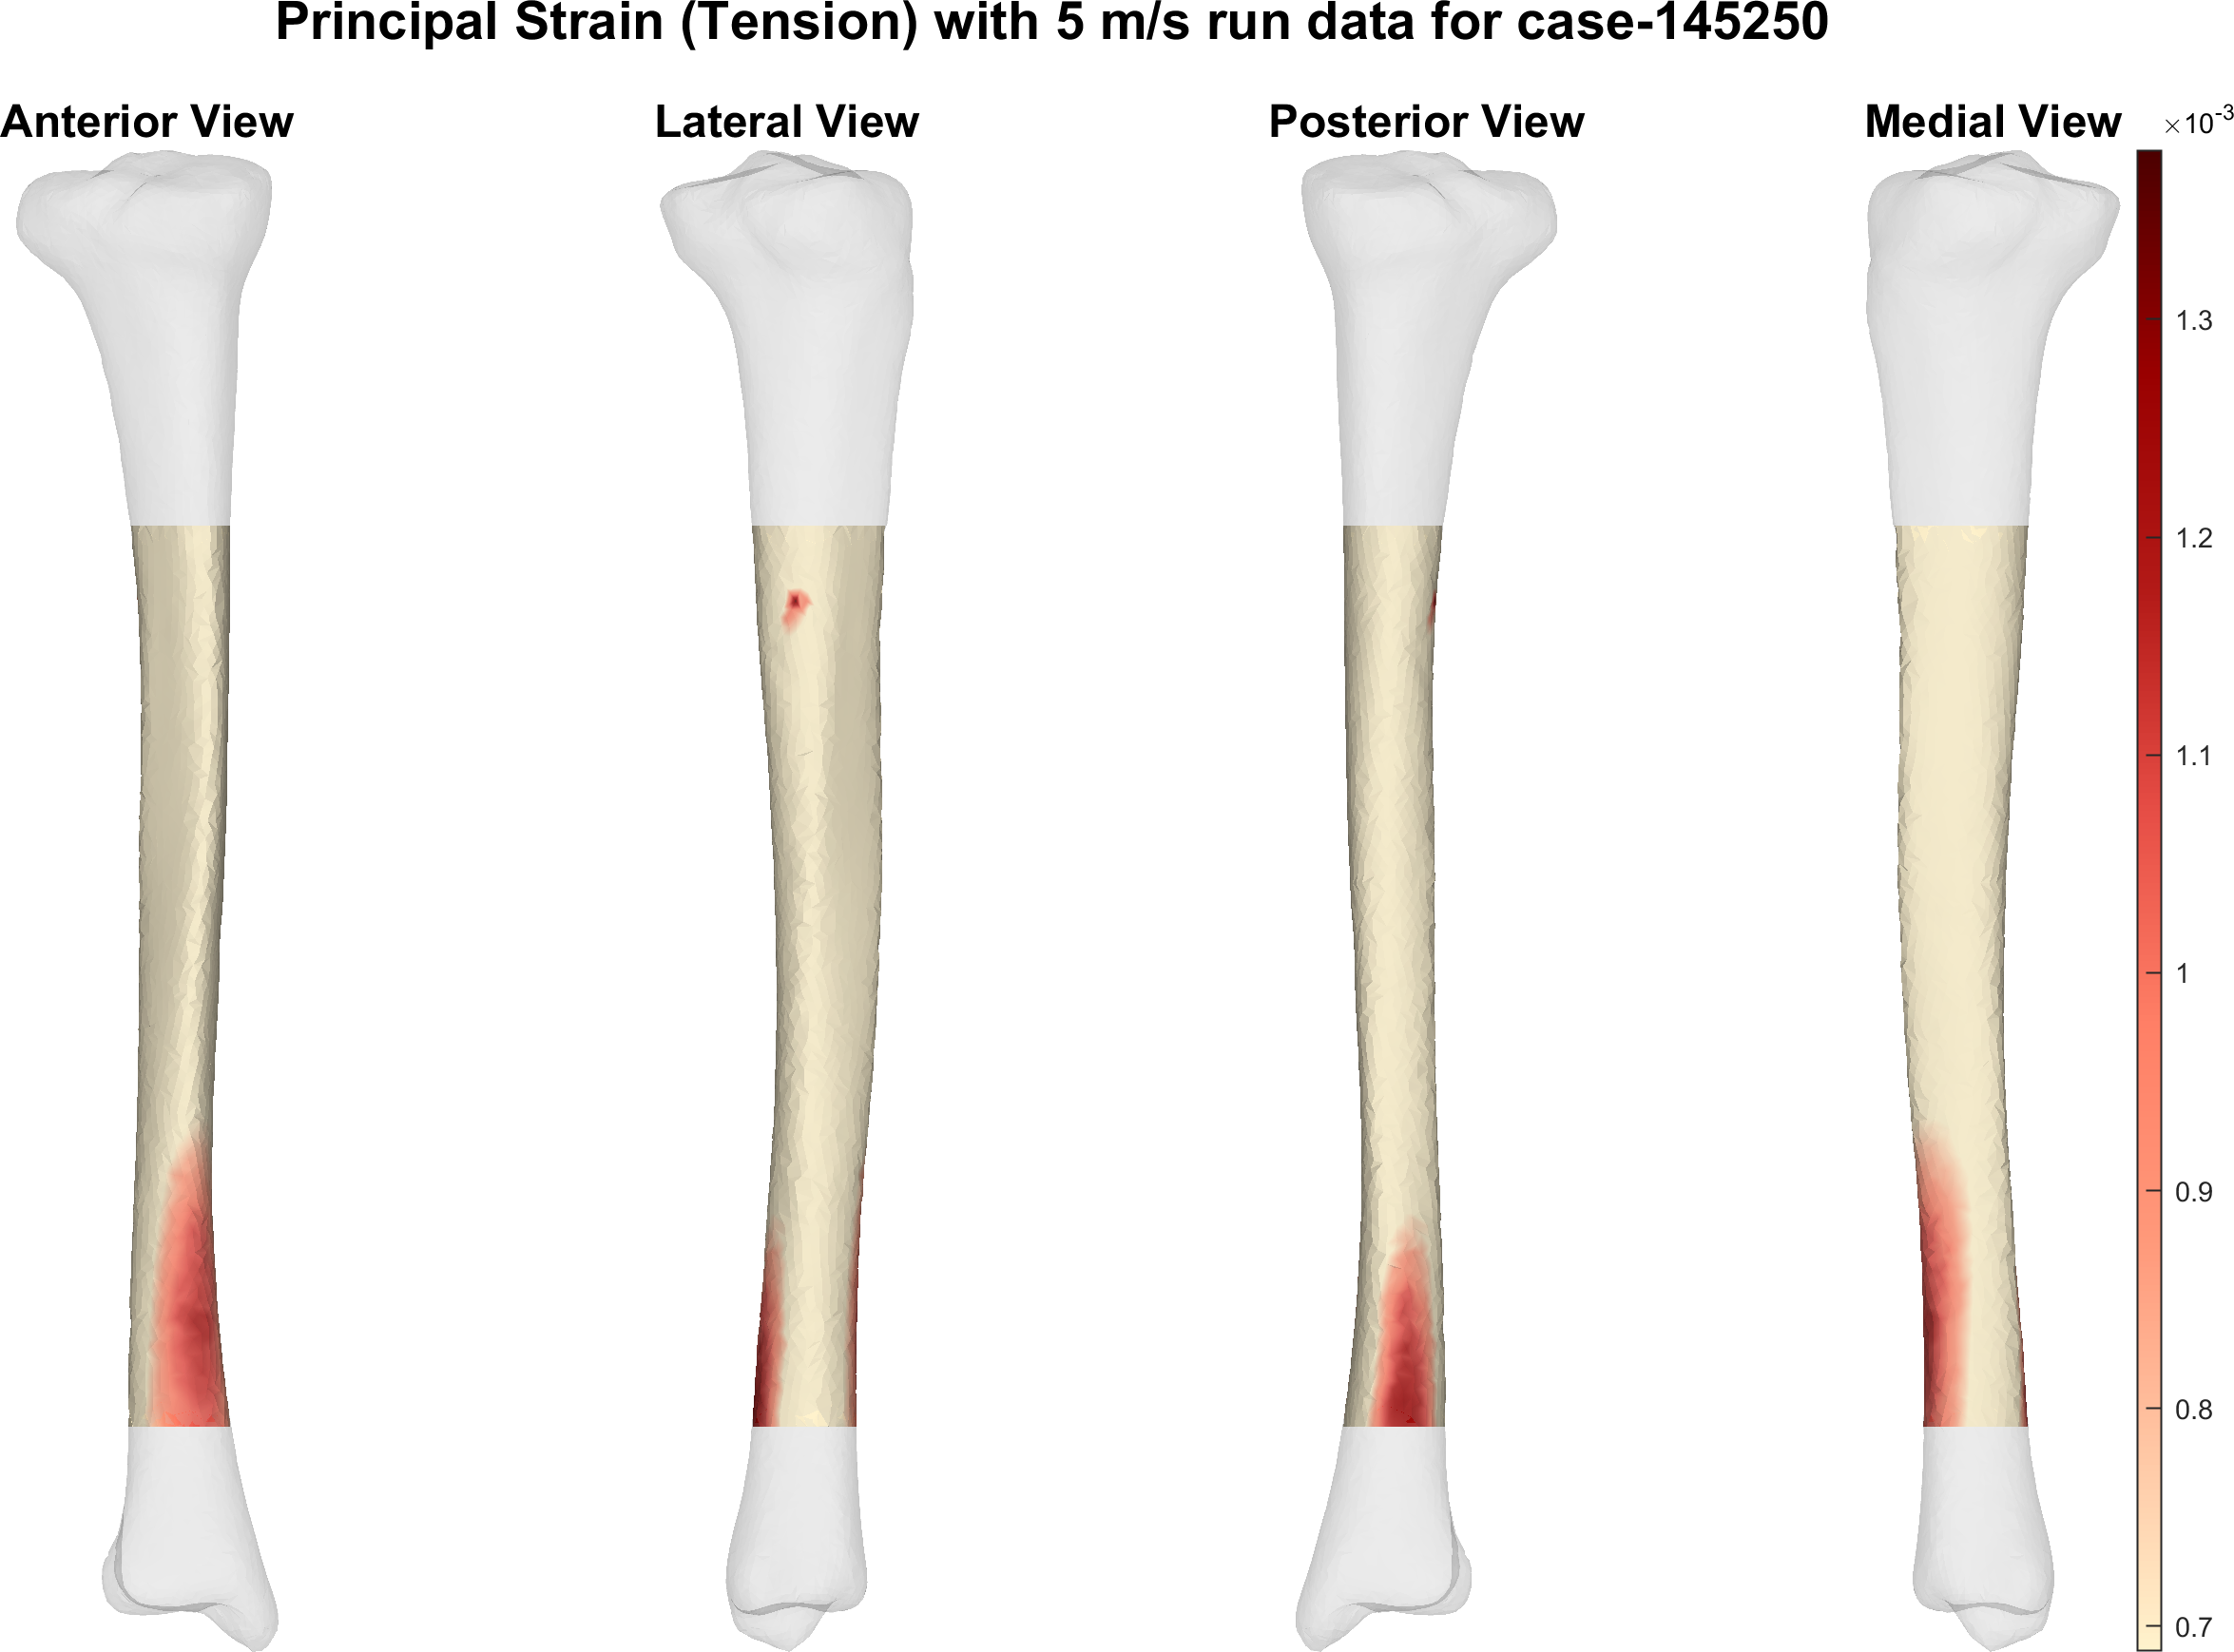 Principal Strain (Tension) with 5 m/s run data for case-145250
Anterior View
Lateral View
Posterior View
Medial View
×10-3
1.3
1.2
1.1
1
0.9
0.8
0.7